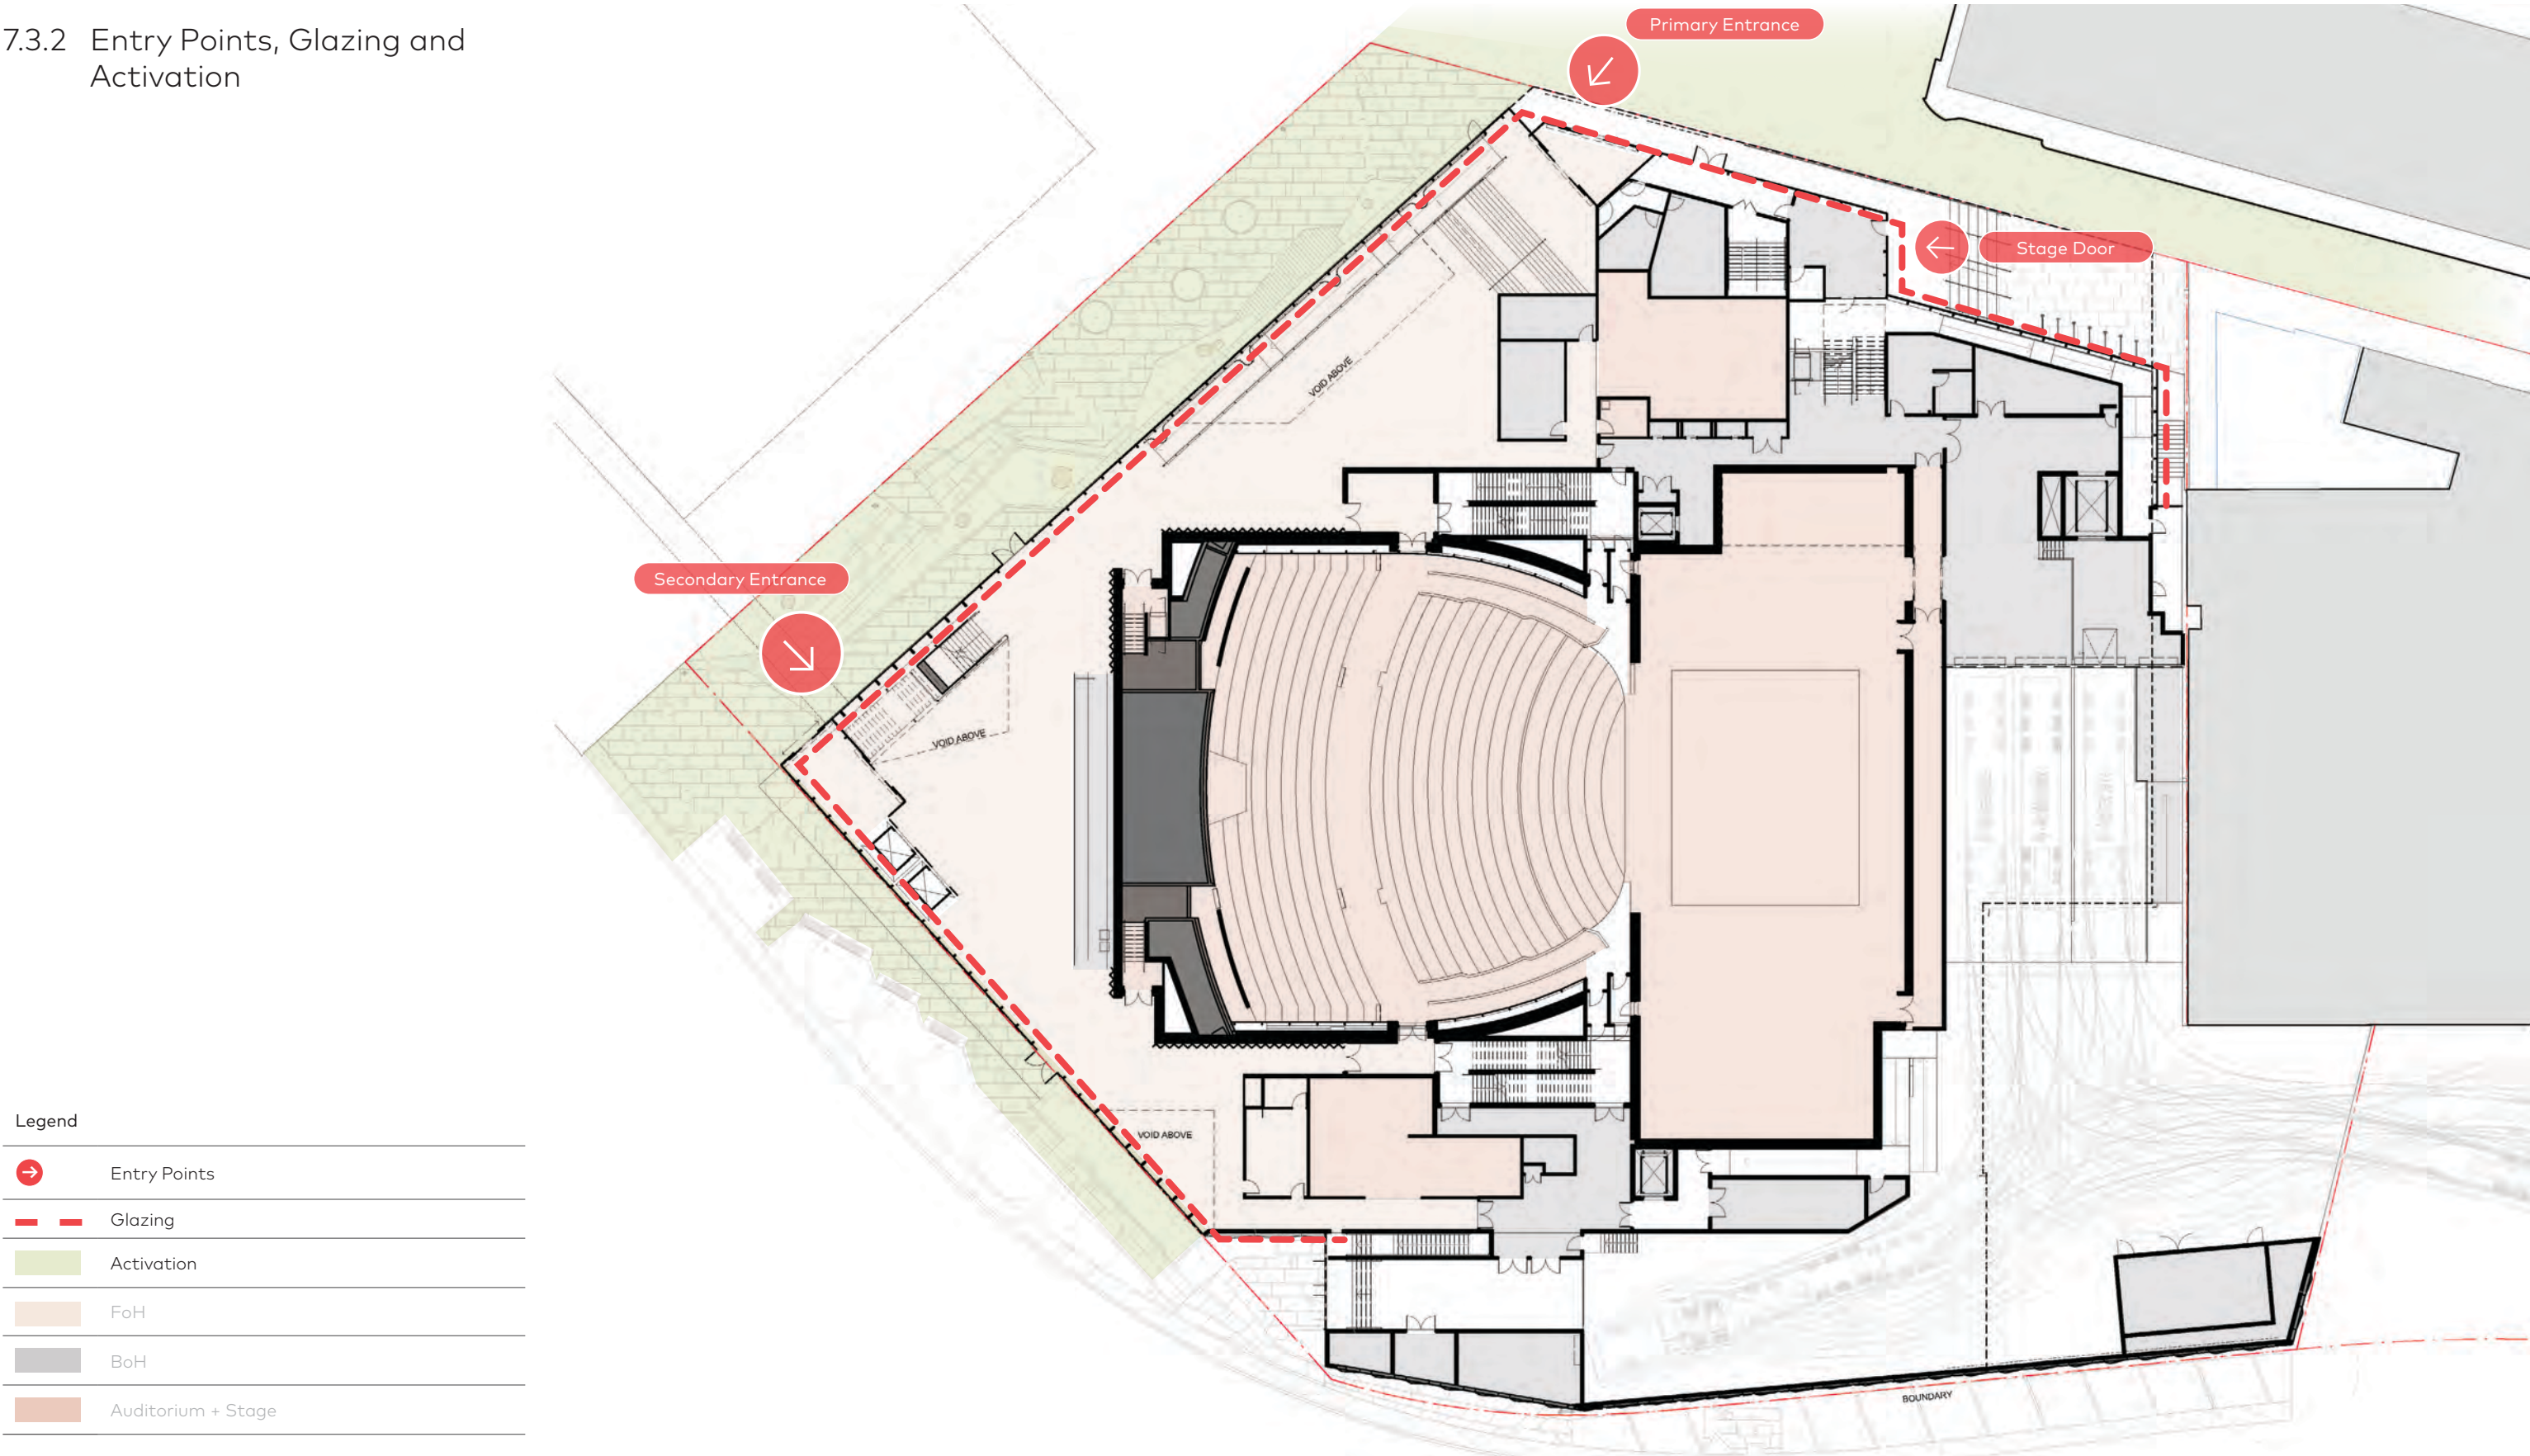 7.3.2 Entry Points, Glazing and
Activation
Primary Entrance
Stage Door
VOID ABOVE
Secondary Entrance
VOID ABOVE
VOID ABOVE
BOUNDARY
Legend
Entry Points
Glazing
Activation
FoH
BoH
Auditorium + Stage